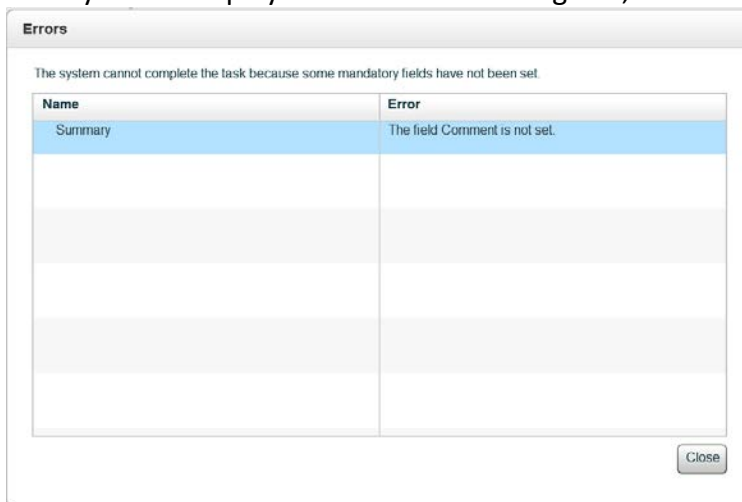 Errors
The system cannot complete the task because some mandatory fields have not been set.
Name Error
Summary The field Comment is not set.
Close